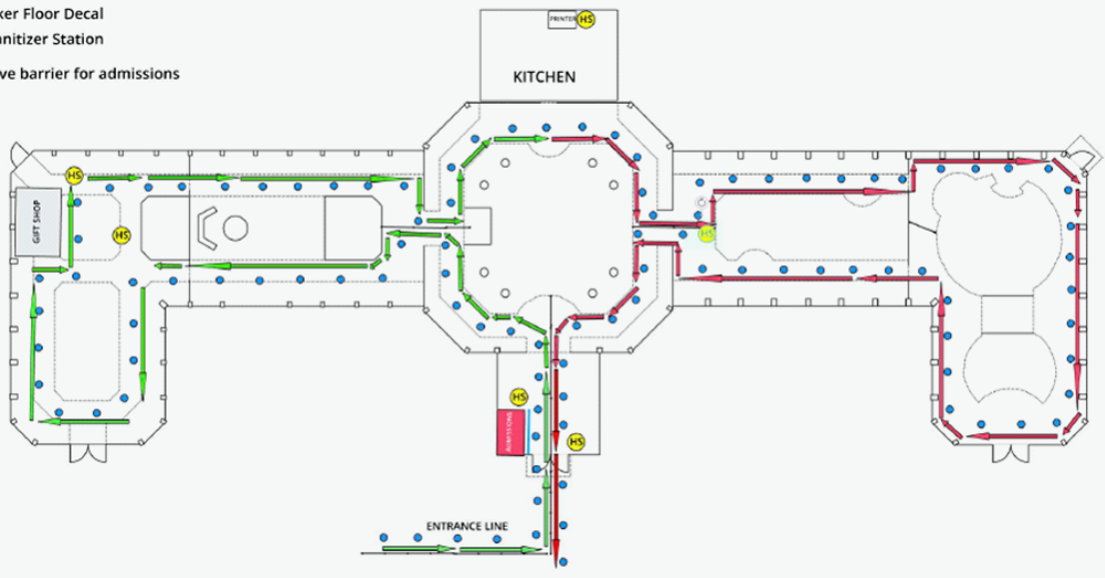 ker Floor Decal
nitizer Station
ve barrier for admissions
PRINTER
HS
KITCHEN
HS
GIFT SHOP
HS
HS
HS
ADMISSIONS
HS
ENTRANCE LINE